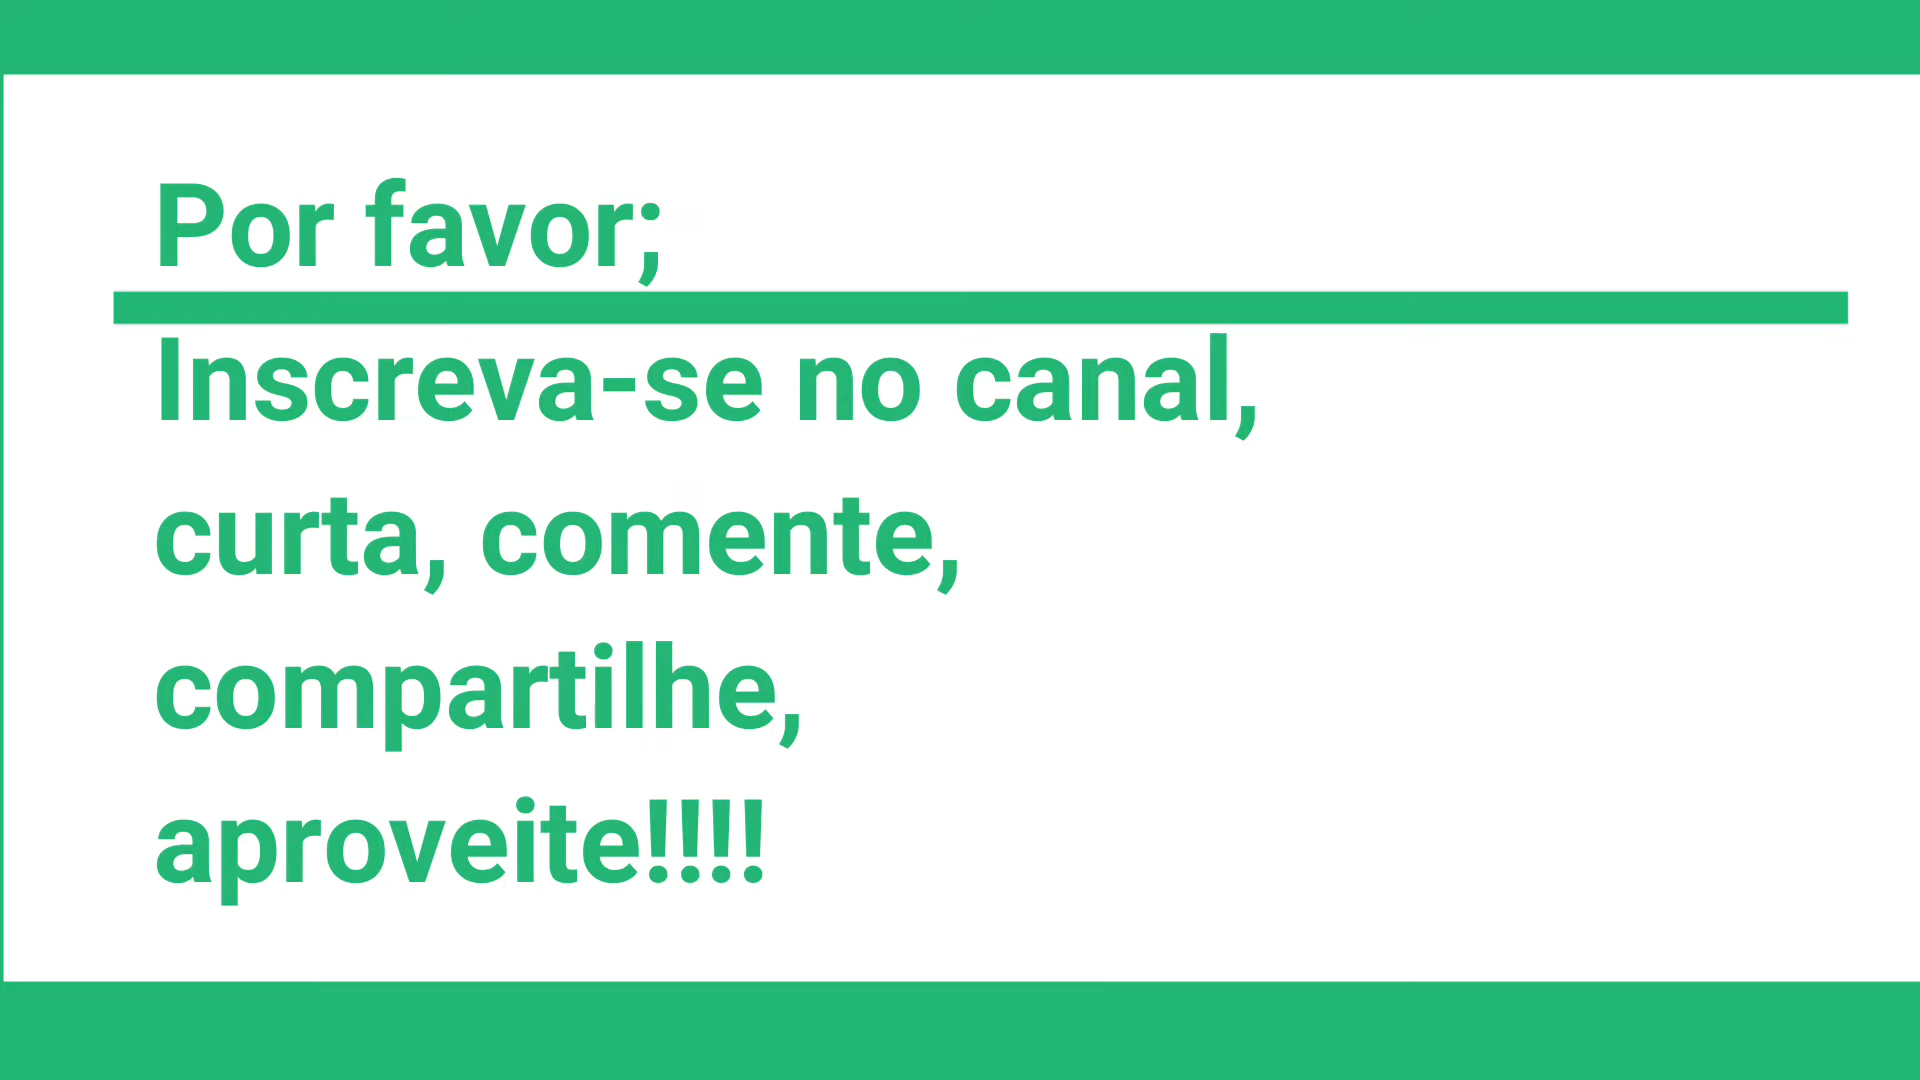 Por favor;
Inscreva-se no canal,
curta, comente,
compartilhe,
aproveite!!!!